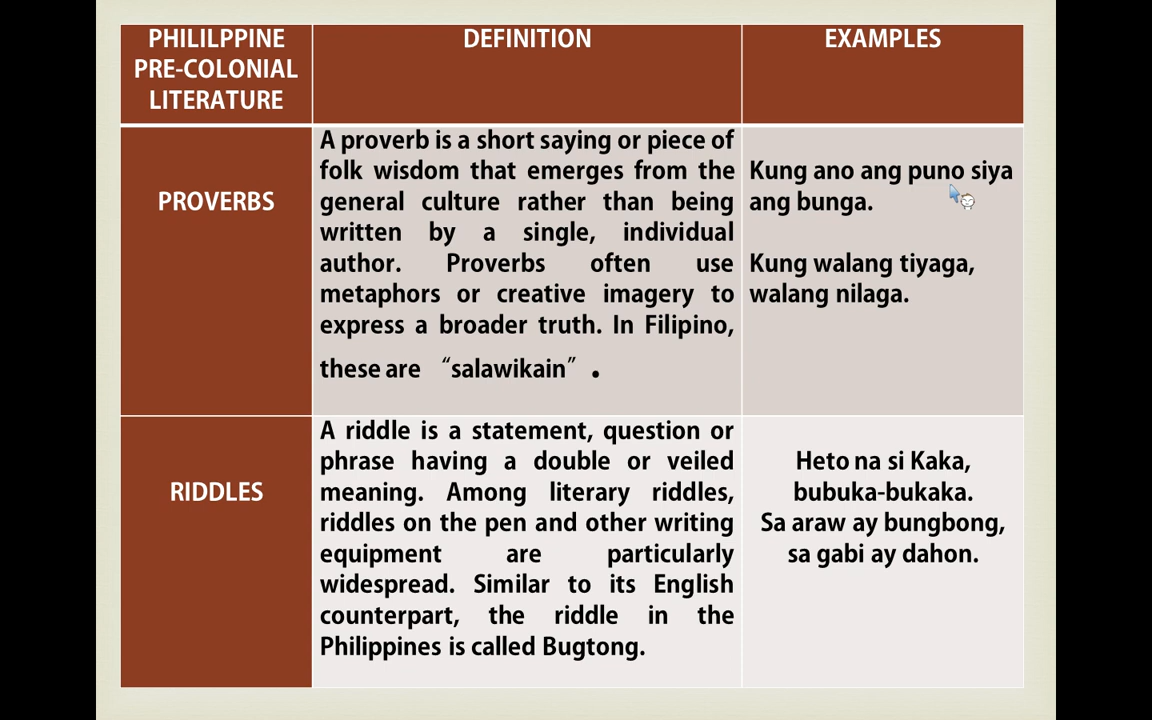 PHILILPPINE
PRE-COLONIAL
LITERATURE
DEFINITION
EXAMPLES
PROVERBS
A proverb is a short saying or piece of
folk wisdom that emerges from the
general culture rather than being
written by a single, individual
author. Proverbs often use
metaphors or creative imagery to
express a broader truth. In Filipino,
these are “salawikain” .
Kung ano ang puno siya
ang bunga.
Kung walang tiyaga,
walang nilaga.
RIDDLES
A riddle is a statement, question or
phrase having a double or veiled
meaning. Among literary riddles,
riddles on the pen and other writing
equipment are particularly
widespread. Similar to its English
counterpart, the riddle in the
Philippines is called Bugtong.
Heto na si Kaka,
bubuka-bukaka.
Sa araw ay bungbong,
sa gabi ay dahon.